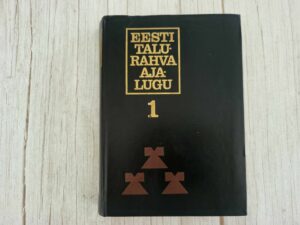 EESTI
TALU-
RAHVA
AJA-
LUGU
1